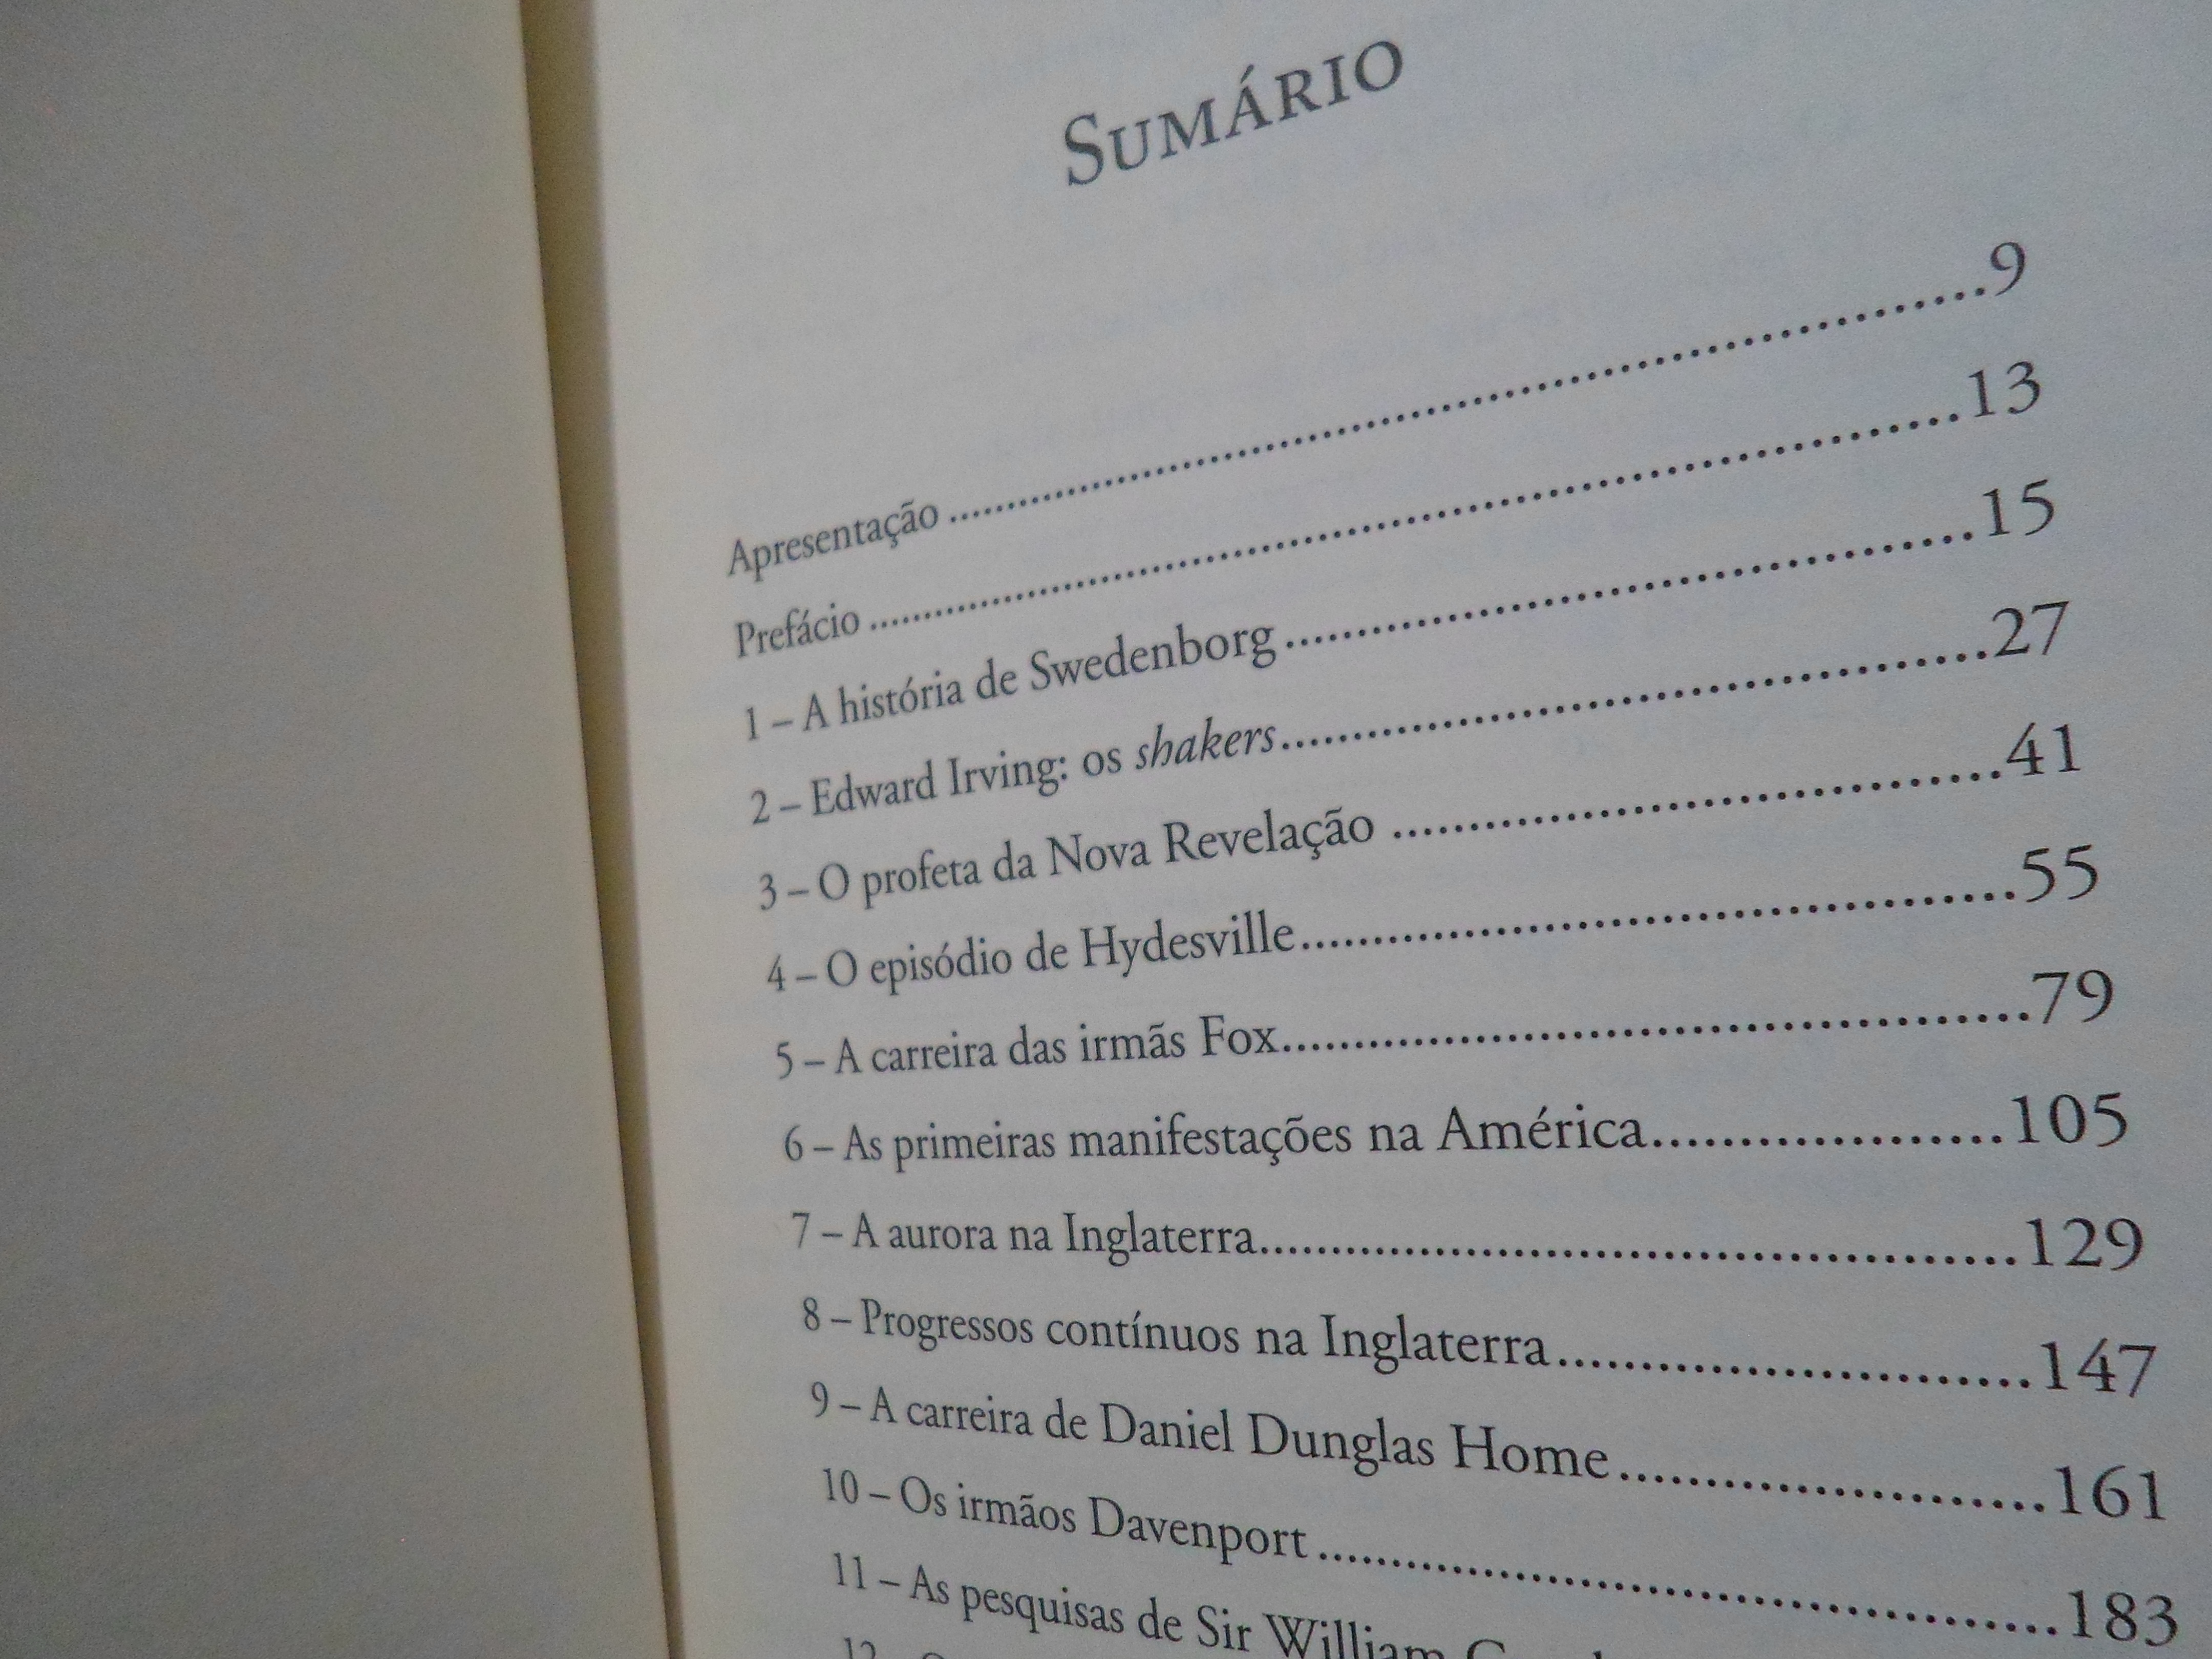 SUMÁRIO
Apresentação ........................................................ 9
Prefácio ........................................................ 13
1 – A história de Swedenborg ........................................ 15
2 – Edward Irving: os shakers ........................................ 27
3 – O profeta da Nova Revelação ........................................ 41
4 – O episódio de Hydesville ........................................ 55
5 – A carreira das irmãs Fox ........................................ 79
6 – As primeiras manifestações na América .................... 105
7 – A aurora na Inglaterra ........................................ 129
8 – Progressos contínuos na Inglaterra .................... 147
9 – A carreira de Daniel Dunglas Home .................... 161
10 – Os irmãos Davenport ........................................ 183
11 – As pesquisas de Sir William
12